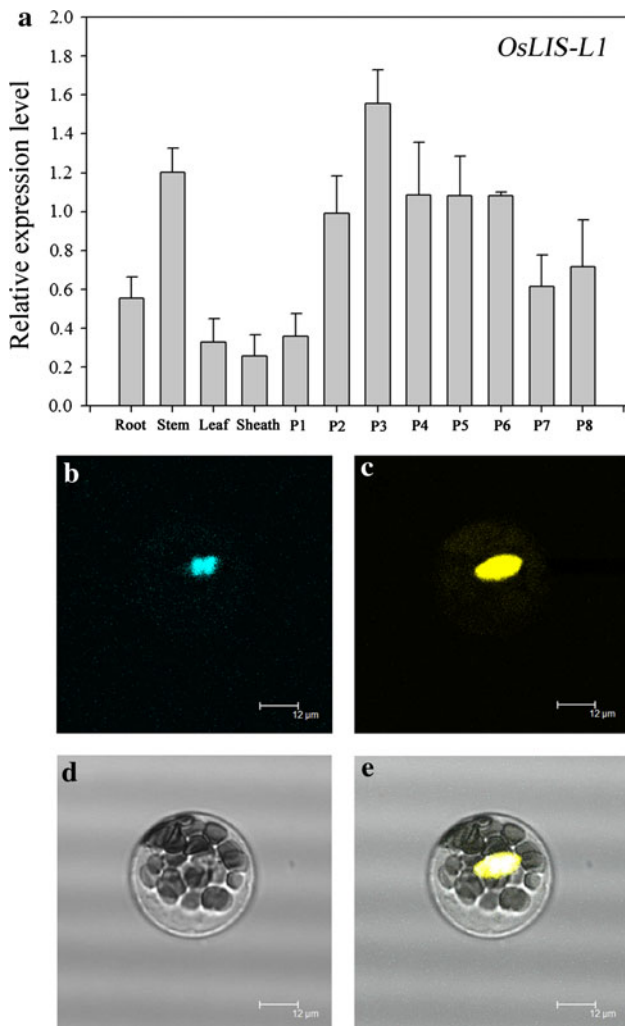 a
OsLIS-L1
Relative expression level
2.0
1.8
1.6
1.4
1.2
1.0
0.8
0.6
0.4
0.2
0.0
Root Stem Leaf Sheath P1 P2 P3 P4 P5 P6 P7 P8
b
12 µm
c
12 µm
d
12 µm
e
12 µm